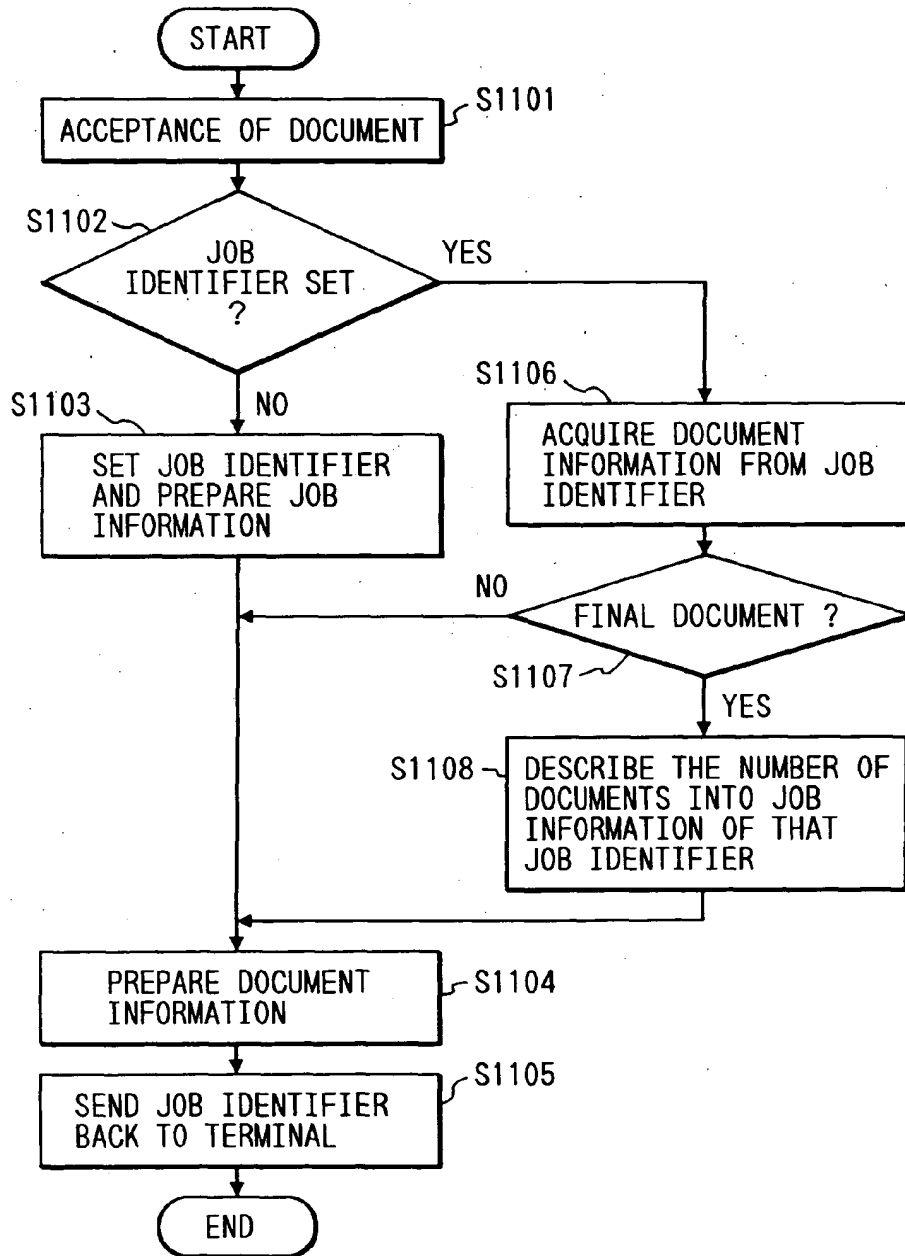 START
S1101
ACCEPTANCE OF DOCUMENT
S1102
JOB
IDENTIFIER SET
?
YES
NO
S1103
SET JOB IDENTIFIER
AND PREPARE JOB
INFORMATION
S1106
ACQUIRE DOCUMENT
INFORMATION FROM JOB
IDENTIFIER
NO
FINAL DOCUMENT ?
S1107
YES
S1108
DESCRIBE THE NUMBER OF
DOCUMENTS INTO JOB
INFORMATION OF THAT
JOB IDENTIFIER
PREPARE DOCUMENT
INFORMATION
S1104
SEND JOB IDENTIFIER
BACK TO TERMINAL
S1105
END